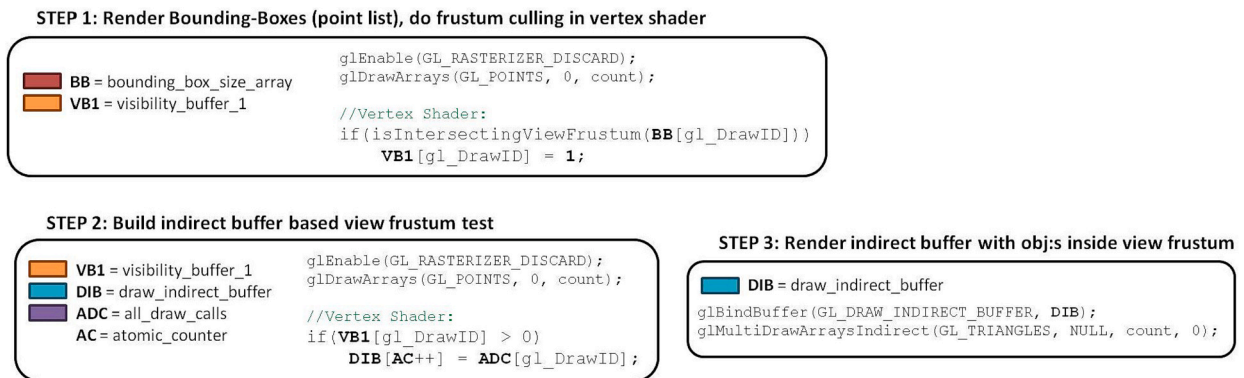 STEP 1: Render Bounding-Boxes (point list), do frustum culling in vertex shader
BB = bounding_box_size_array
VB1 = visibility_buffer_1
glEnable(GL_RASTERIZER_DISCARD);
glDrawArrays(GL_POINTS, 0, count);
//Vertex Shader:
if(isIntersectingViewFrustum(BB[gl_DrawID]))
VB1[gl_DrawID] = 1;
STEP 2: Build indirect buffer based view frustum test
VB1 = visibility_buffer_1
DIB = draw_indirect_buffer
ADC = all_draw_calls
AC = atomic_counter
glEnable(GL_RASTERIZER_DISCARD);
glDrawArrays(GL_POINTS, 0, count);
//Vertex Shader:
if(VB1[gl_DrawID] > 0)
DIB[AC++] = ADC[gl_DrawID];
STEP 3: Render indirect buffer with obj:s inside view frustum
DIB = draw_indirect_buffer
glBindBuffer(GL_DRAW_INDIRECT_BUFFER, DIB);
glMultiDrawArraysIndirect(GL_TRIANGLES, NULL, count, 0);